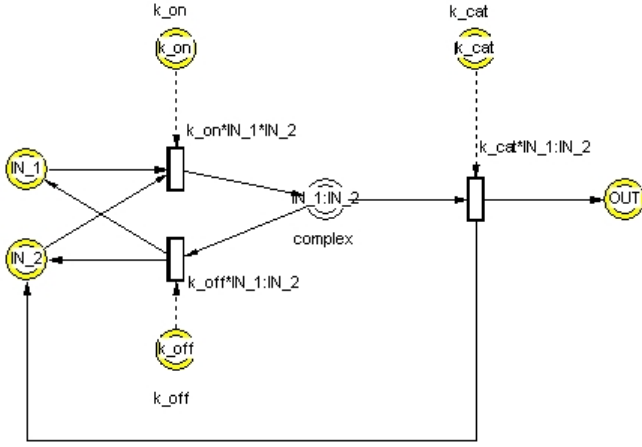 k_on
k_cat
k_on
k_cat
k_on*IN_1*IN_2
k_cat*IN_1:IN_2
IN_1
IN_1:IN_2
OUT
complex
IN_2
k_off*IN_1:IN_2
k_off
k_off